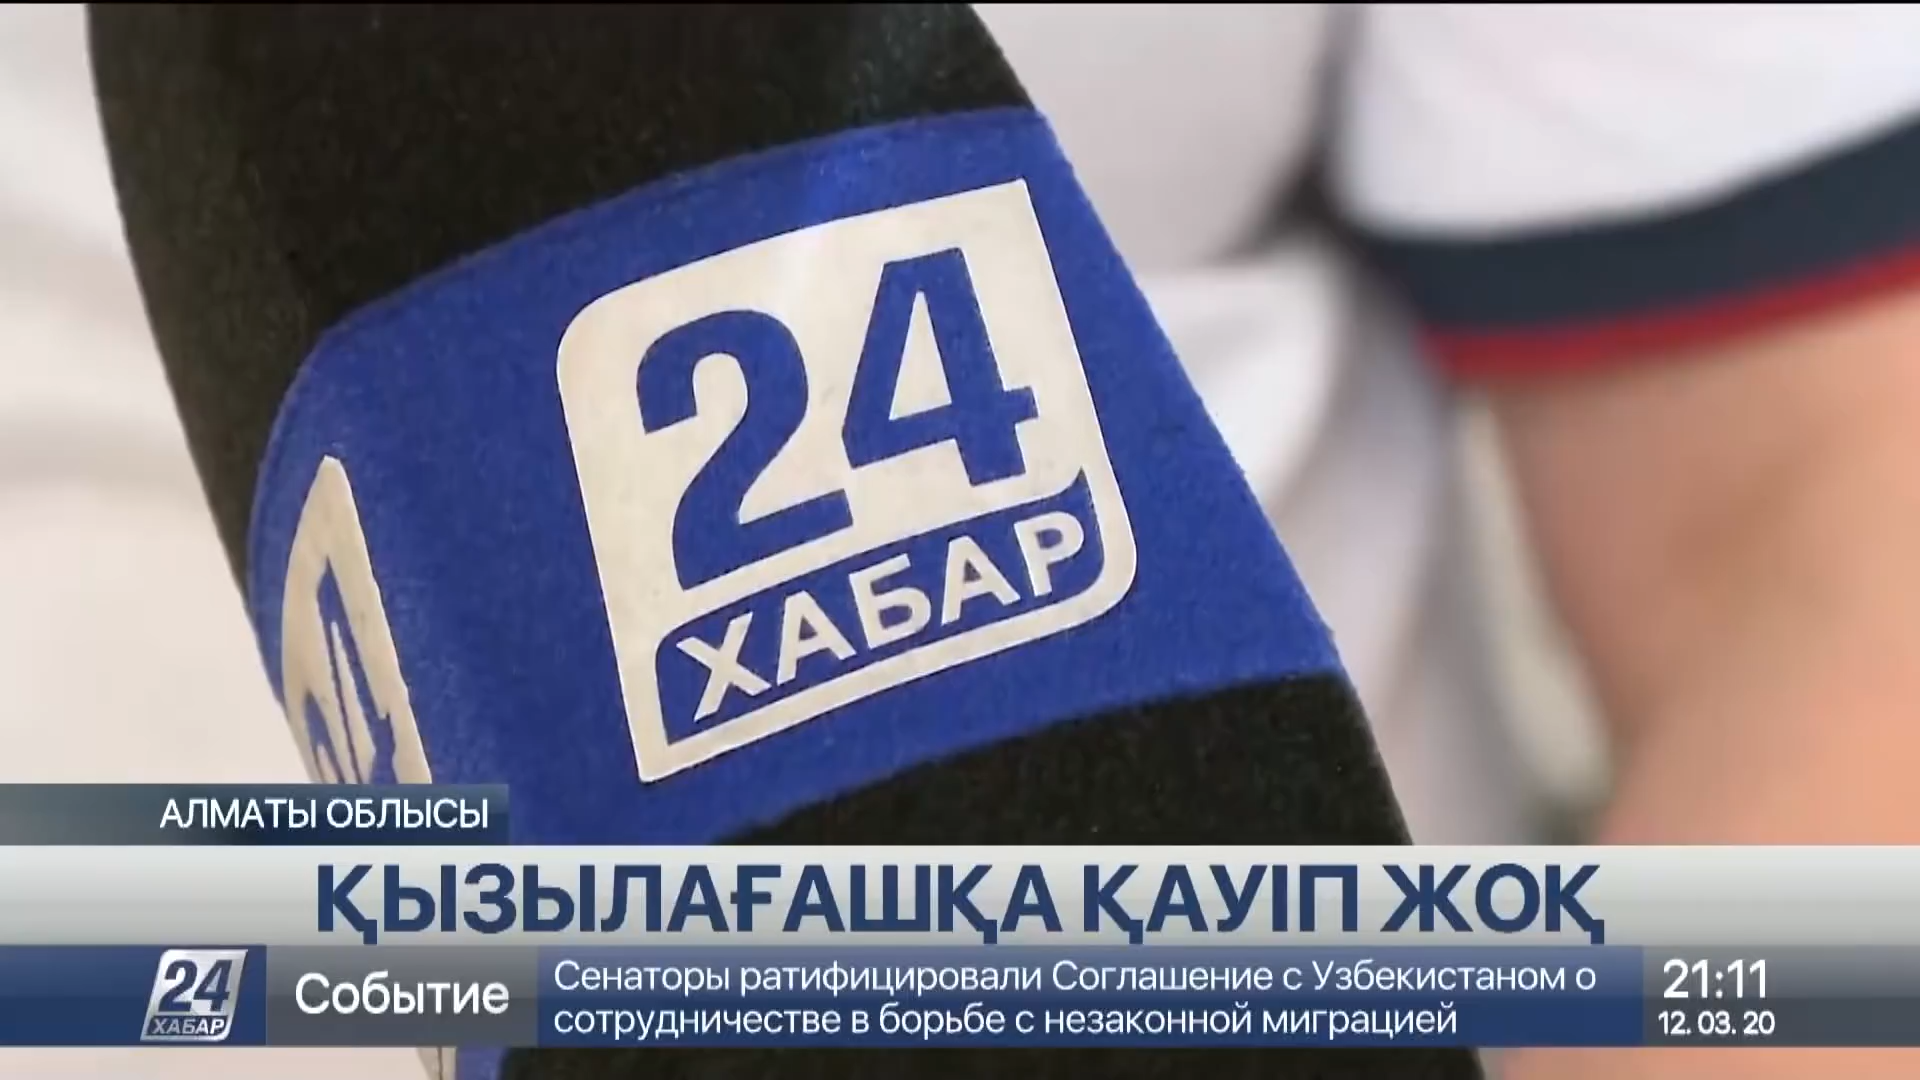 24
ХАБАР
АЛМАТЫ ОБЛЫСЫ
ҚЫЗЫЛАҒАШҚА ҚАУІП ЖОҚ
24
ХАБАР
Событие
Сенаторы ратифицировали Соглашение с Узбекистаном о
сотрудничестве в борьбе с незаконной миграцией
21:11
12. 03. 20